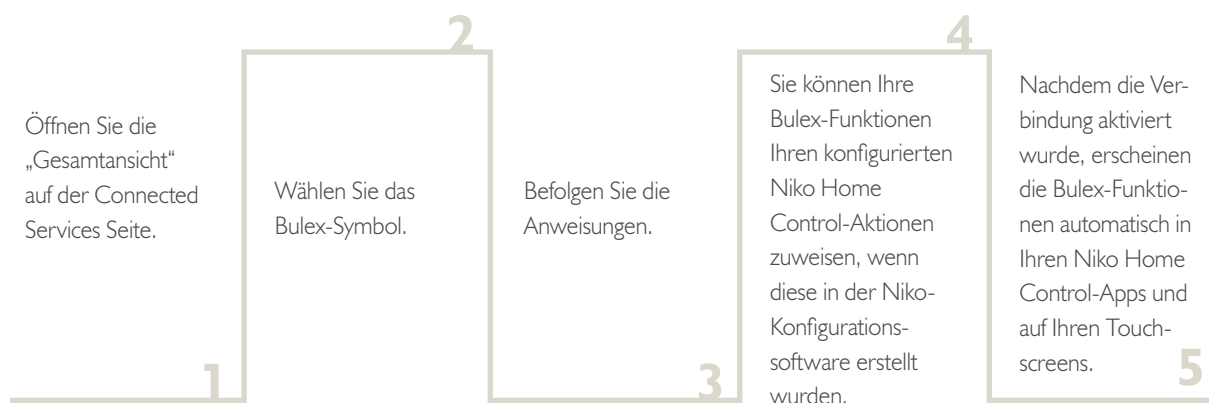 1
Öffnen Sie die
„Gesamtansicht“
auf der Connected
Services Seite.
2
Wählen Sie das
Bulex-Symbol.
3
Befolgen Sie die
Anweisungen.
4
Sie können Ihre
Bulex-Funktionen
Ihren konfigurierten
Niko Home
Control-Aktionen
zuweisen, wenn
diese in der Niko-
Konfigurations-
software erstellt
wurden.
5
Nachdem die Ver-
bindung aktiviert
wurde, erscheinen
die Bulex-Funktio-
nen automatisch in
Ihren Niko Home
Control-Apps und
auf Ihren Touch-
screens.